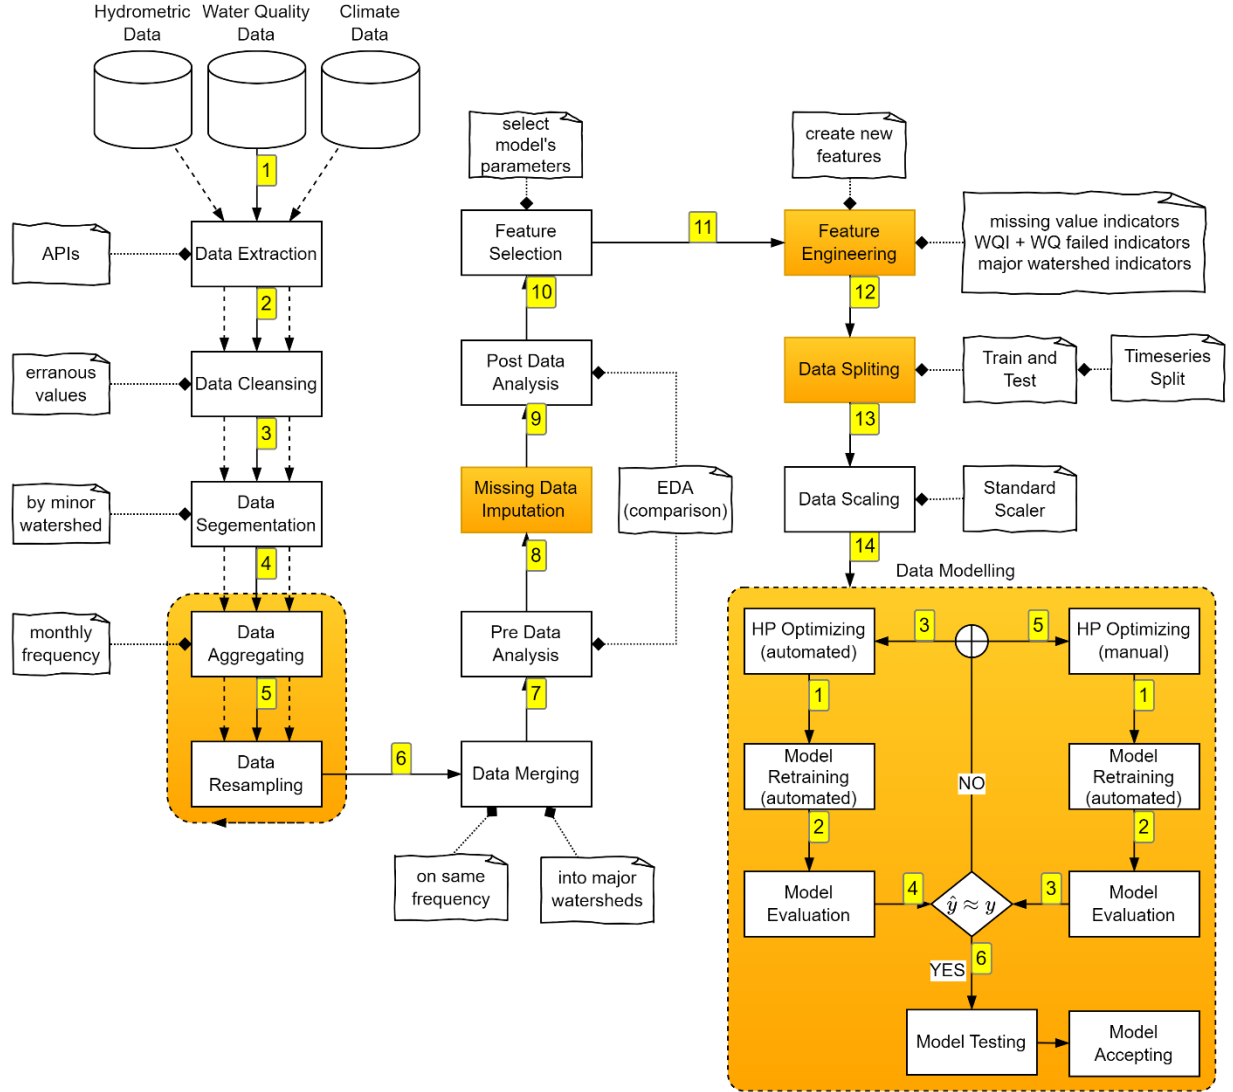 Hydrometric
Data
Water Quality
Data
Climate
Data
1
APIs
Data Extraction
2
erranous
values
Data Cleansing
3
by minor
watershed
Data
Segementation
4
monthly
frequency
Data
Aggregating
5
Data
Resampling
6
Data Merging
on same
frequency
into major
watersheds
7
Pre Data
Analysis
8
Missing Data
Imputation
EDA
(comparison)
9
Post Data
Analysis
10
Feature
Selection
select
model's
parameters
11
create new
features
Feature
Engineering
missing value indicators
WQI + WQ failed indicators
major watershed indicators
12
Data Spliting
Train and
Test
Timeseries
Split
13
Data Scaling
Standard
Scaler
14
Data Modelling
HP Optimizing
(automated)
3
5
HP Optimizing
(manual)
1
1
Model
Retraining
(automated)
NO
Model
Retraining
(automated)
2
2
Model
Evaluation
4
ŷ ≈ y
3
Model
Evaluation
YES
6
Model Testing
Model
Accepting